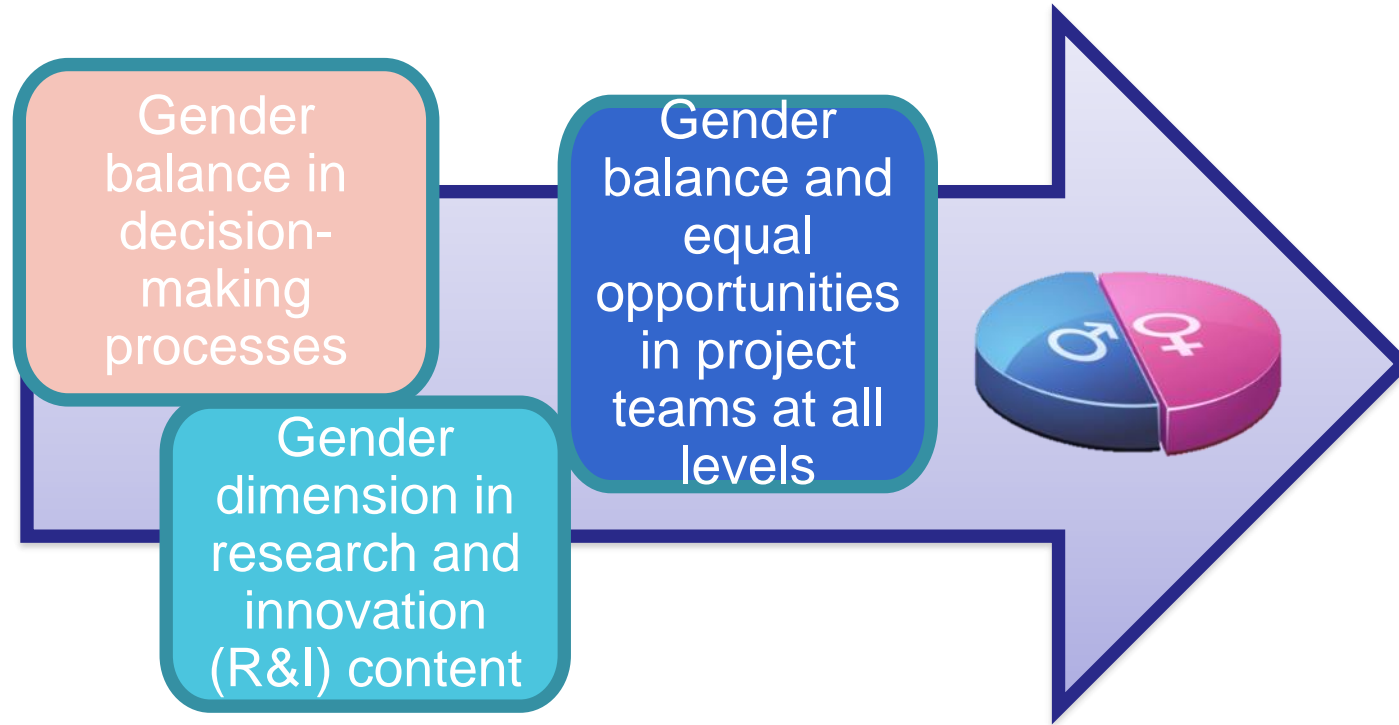 Gender
balance in
decision-
making
processes
Gender
dimension in
research and
innovation
(R&I) content
Gender
balance and
equal
opportunities
in project
teams at all
levels